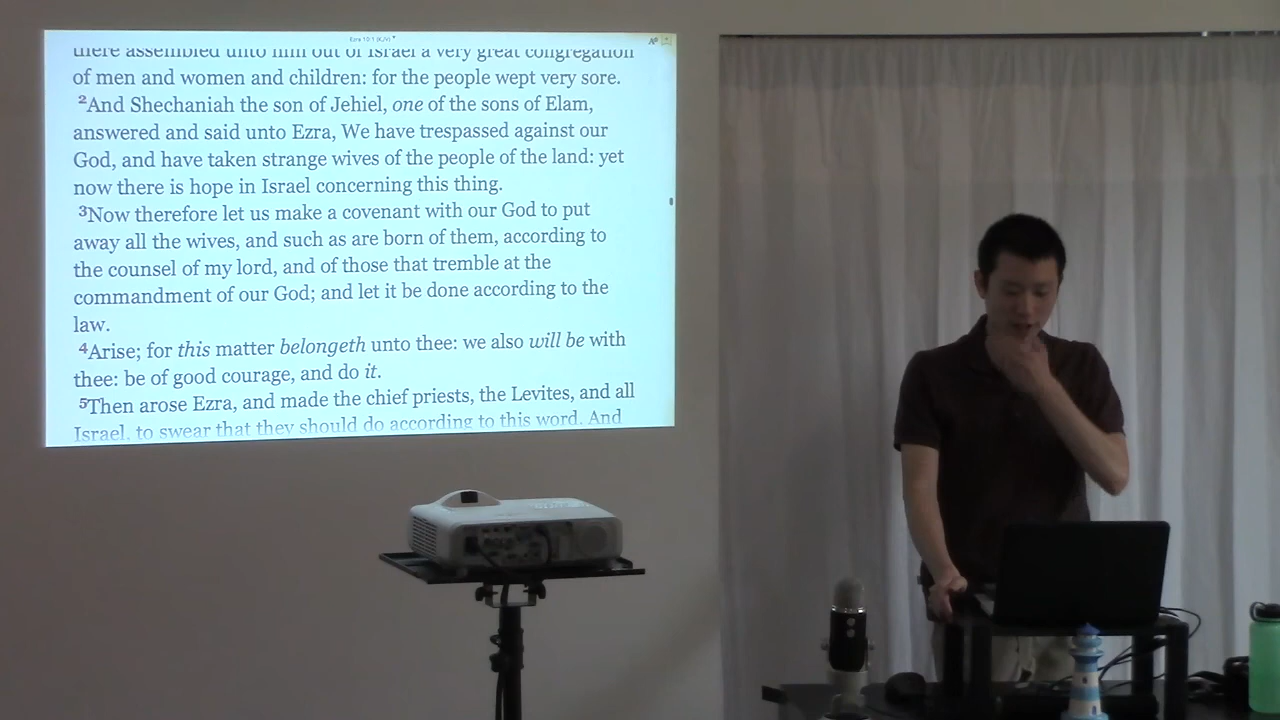 Ezra 10:1 (KJV)
there assembled unto him out of Israel a very great congregation
of men and women and children: for the people wept very sore.
2And Shechaniah the son of Jehiel, one of the sons of Elam,
answered and said unto Ezra, We have trespassed against our
God, and have taken strange wives of the people of the land: yet
now there is hope in Israel concerning this thing.
3Now therefore let us make a covenant with our God to put
away all the wives, and such as are born of them, according to
the counsel of my lord, and of those that tremble at the
commandment of our God; and let it be done according to the
law.
4Arise; for this matter belongeth unto thee: we also will be with
thee: be of good courage, and do it.
5Then arose Ezra, and made the chief priests, the Levites, and all
Israel, to swear that they should do according to this word. And